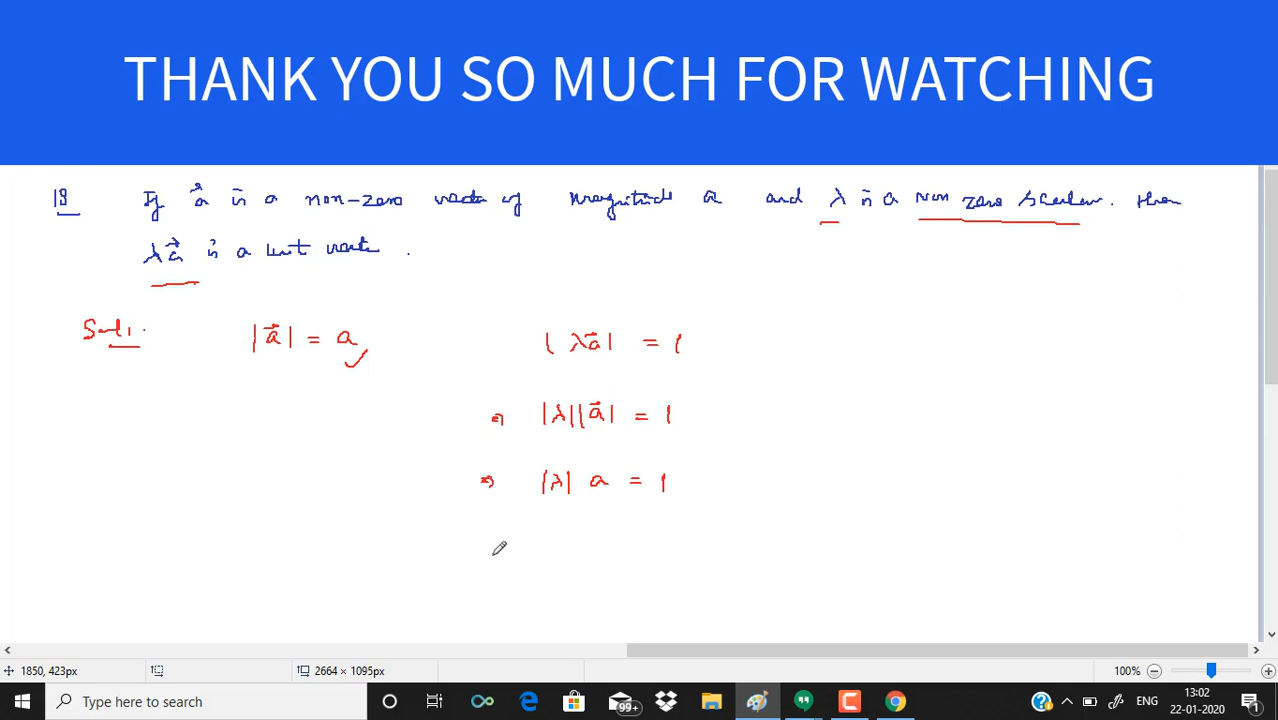 THANK YOU SO MUCH FOR WATCHING
18 If a⃗ is a non-zero vector of magnitude a and λ is a non zero scalar. then
λa⃗ is a unit vector.
Soln:
|a⃗| = a |λa⃗| = 1
⇒ |λ||a⃗| = 1
⇒ |λ| a = 1
1850, 423px 2664 × 1095px 100%
Type here to search 99+ ENG 13:02
22-01-2020 1